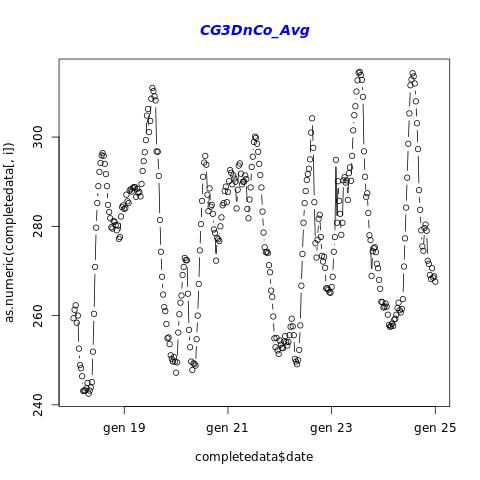 CG3DnCo_Avg
as.numeric(completedata[, i])
300
280
260
240
gen 19
gen 21
gen 23
gen 25
completedata$date